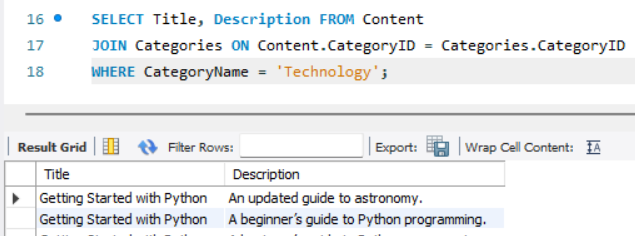 16 SELECT Title, Description FROM Content
17 JOIN Categories ON Content.CategoryID = Categories.CategoryID
18 WHERE CategoryName = 'Technology';
Result Grid Filter Rows: Export: Wrap Cell Content:
Title Description
Getting Started with Python An updated guide to astronomy.
Getting Started with Python A beginner's guide to Python programming.